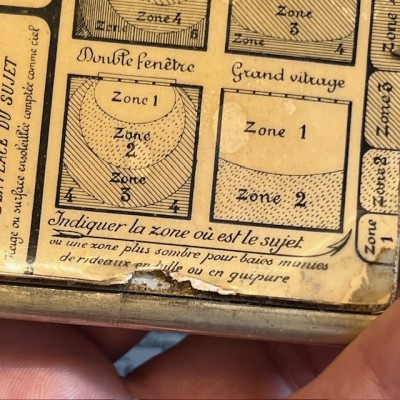 Zone 4
Zone
3
4
Double fenêtre
Grand vitrage
Zone 1
Zone
2
Zone
3
4
4
Zone 1
Zone 2
Zone 3
Zone 2
Zone
1
PLACE DU SUJET
ou surface ensoleillée comptée comme ciel
Indiquer la zone où est le sujet
ou une zone plus sombre pour baies munies
de rideaux en tulle ou en guipure